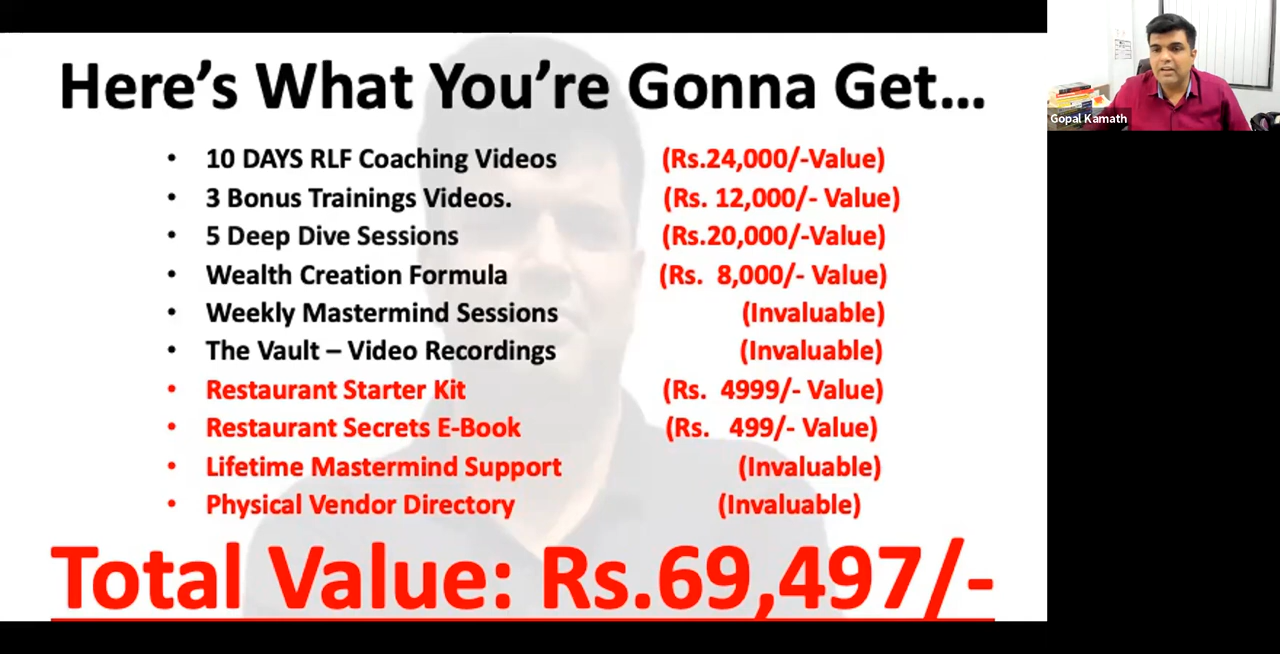 Here's What You're Gonna Get...
• 10 DAYS RLF Coaching Videos (Rs.24,000/-Value)
• 3 Bonus Trainings Videos. (Rs. 12,000/- Value)
• 5 Deep Dive Sessions (Rs.20,000/-Value)
• Wealth Creation Formula (Rs. 8,000/- Value)
• Weekly Mastermind Sessions (Invaluable)
• The Vault – Video Recordings (Invaluable)
• Restaurant Starter Kit (Rs. 4999/- Value)
• Restaurant Secrets E-Book (Rs. 499/- Value)
• Lifetime Mastermind Support (Invaluable)
• Physical Vendor Directory (Invaluable)
Total Value: Rs.69,497/-
Gopal Kamath